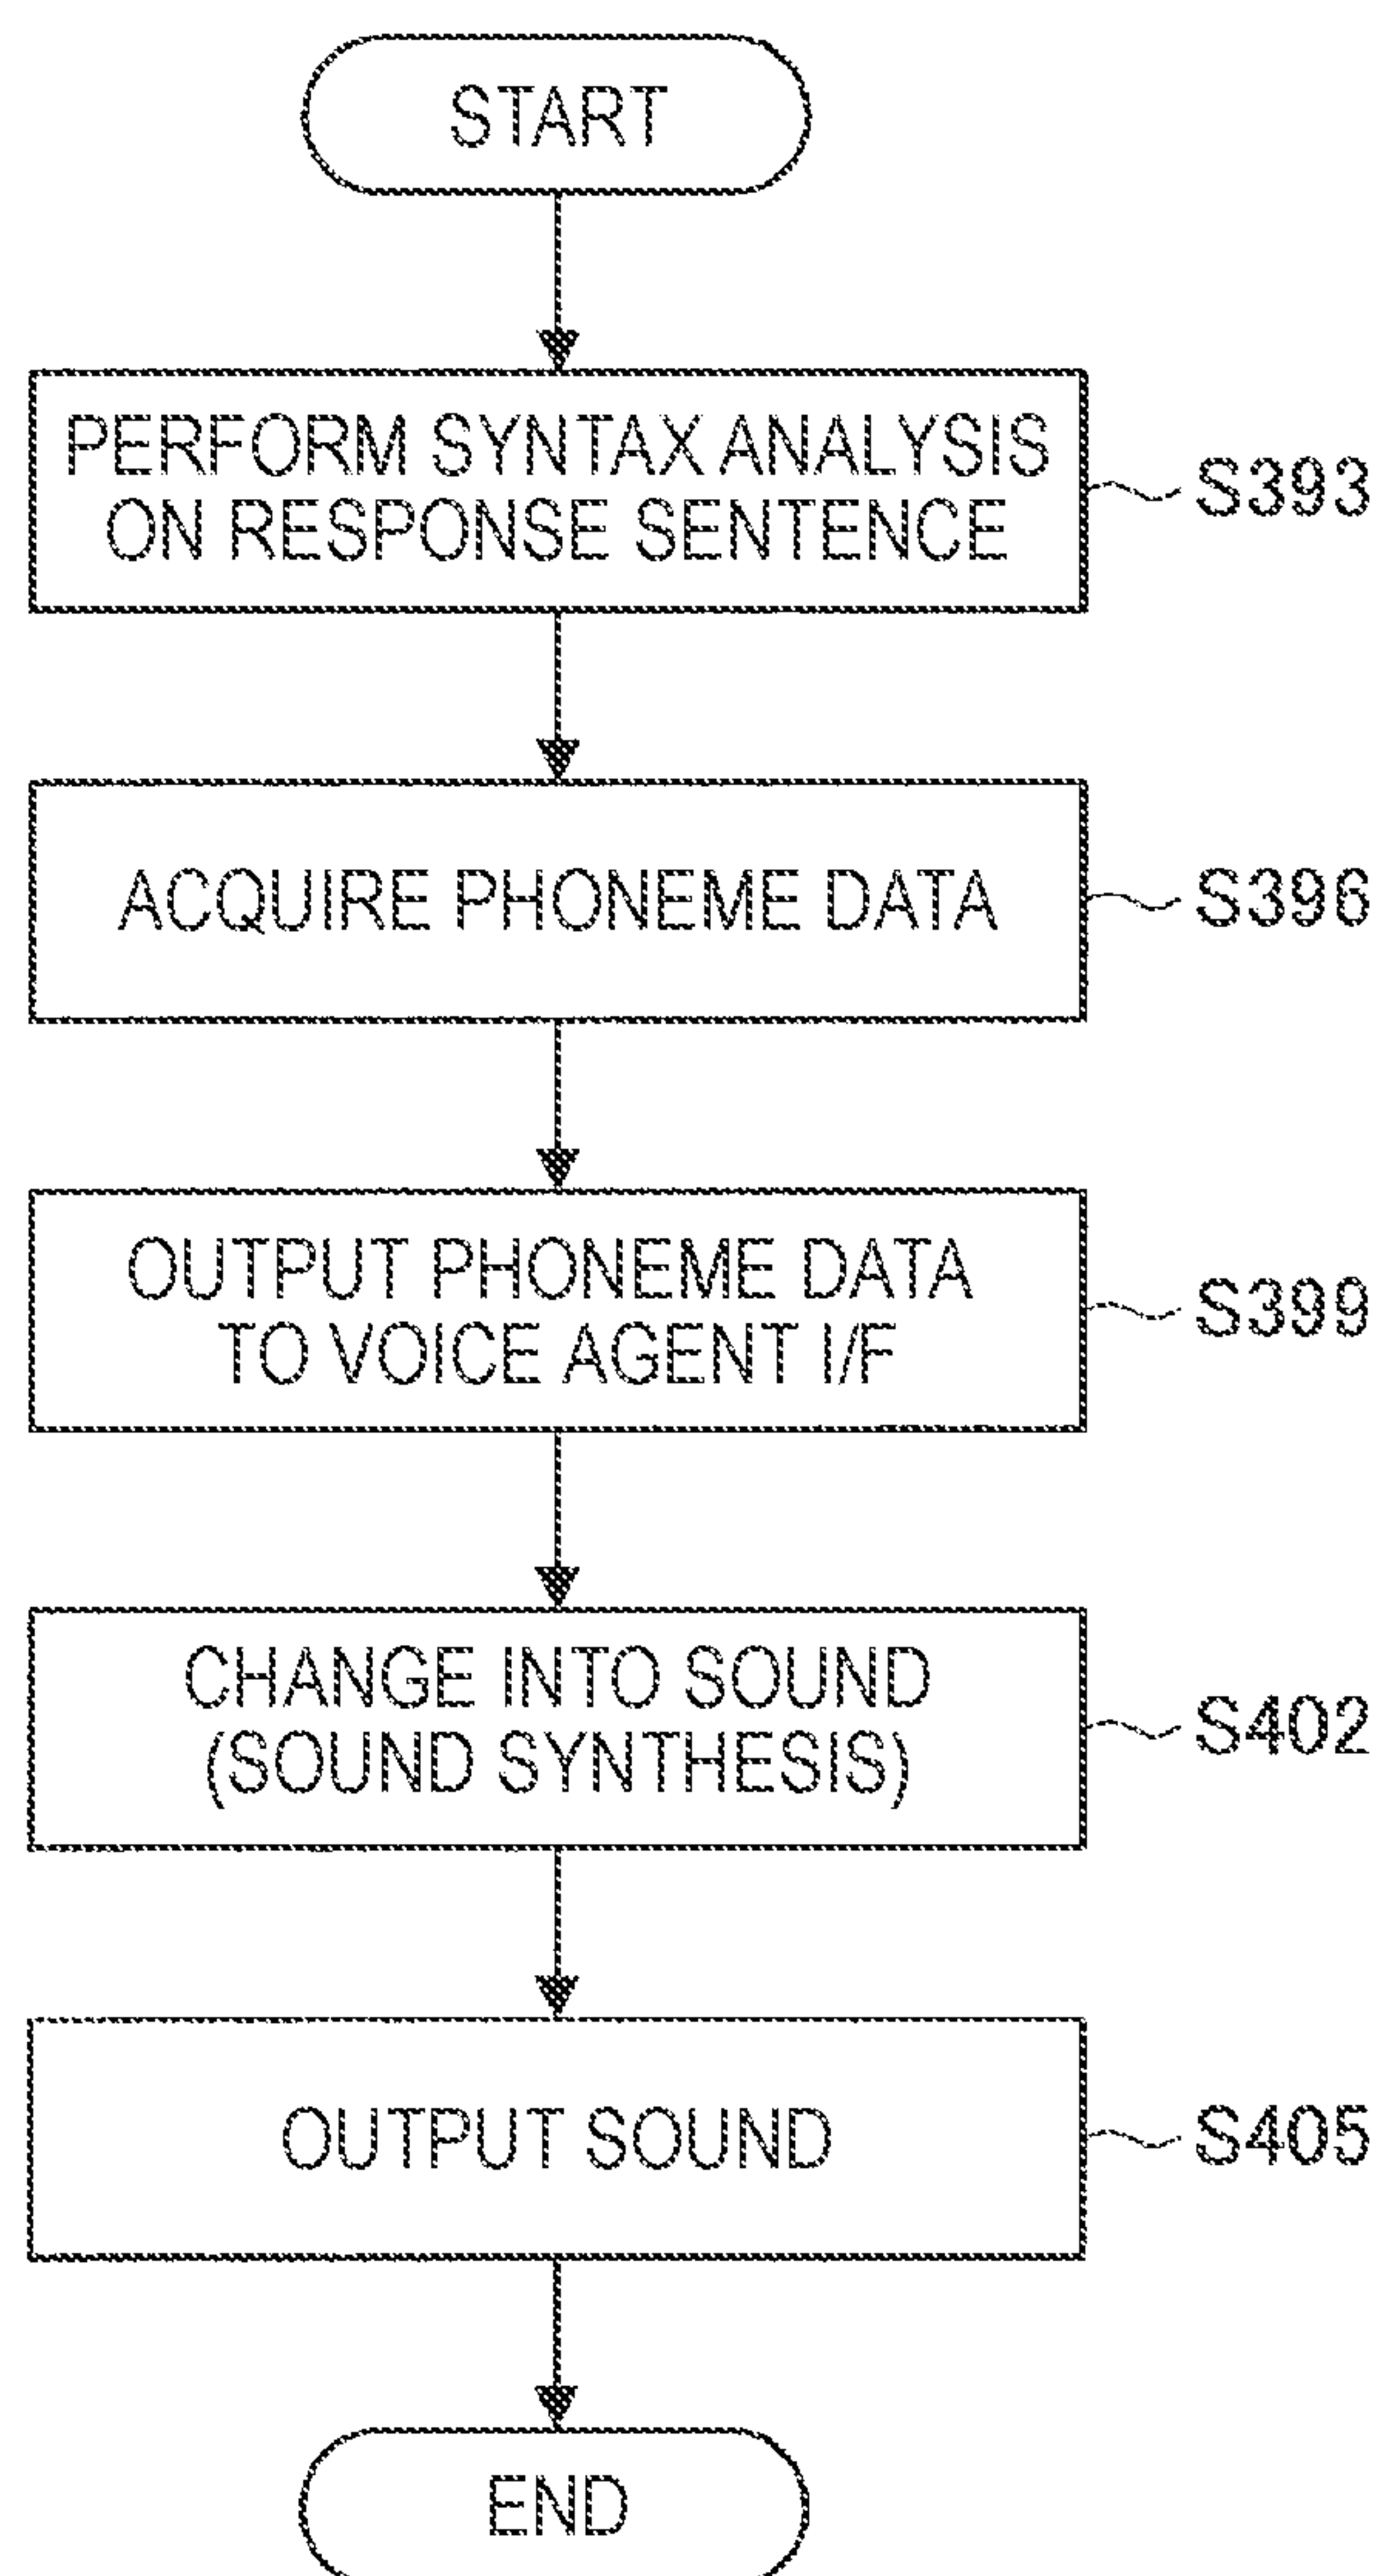 START
PERFORM SYNTAX ANALYSIS
ON RESPONSE SENTENCE
S393
ACQUIRE PHONEME DATA
S396
OUTPUT PHONEME DATA
TO VOICE AGENT I/F
S399
CHANGE INTO SOUND
(SOUND SYNTHESIS)
S402
OUTPUT SOUND
S405
END